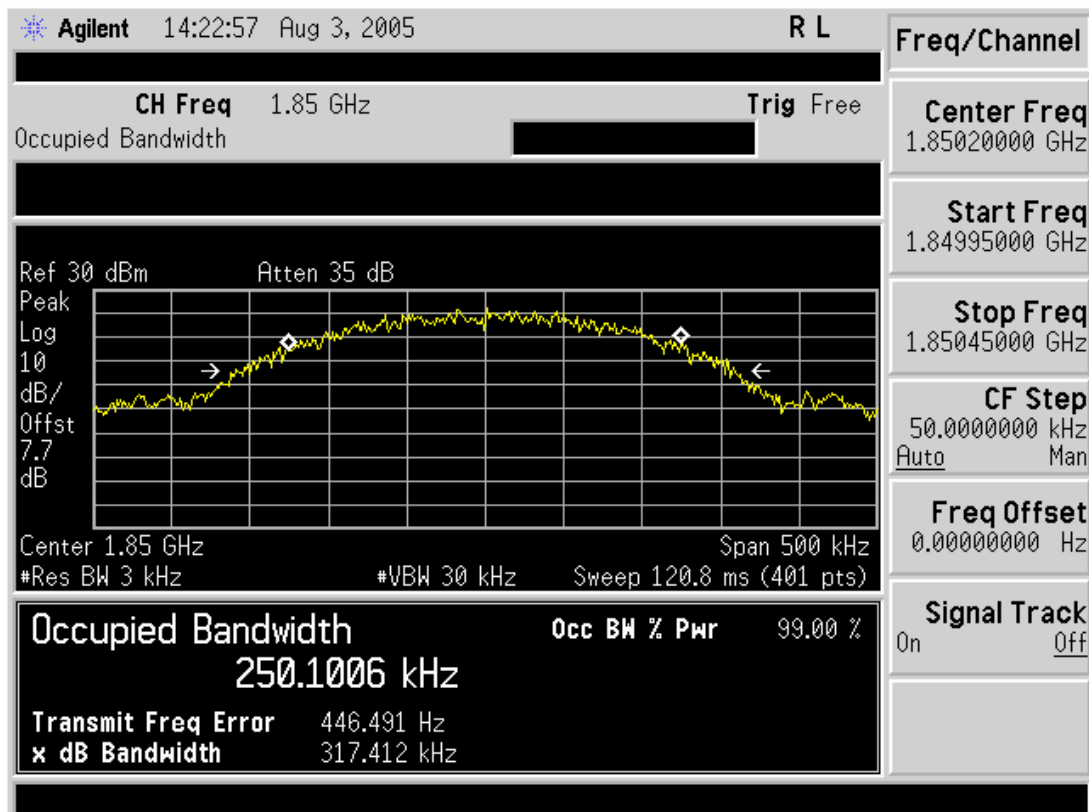 Agilent 14:22:57 Aug 3, 2005 R L
CH Freq 1.85 GHz Trig Free
Occupied Bandwidth
Ref 30 dBm Atten 35 dB
Peak
Log
10
dB/
Offst
7.7
dB
Center 1.85 GHz Span 500 kHz
#Res BW 3 kHz #VBW 30 kHz Sweep 120.8 ms (401 pts)
Occupied Bandwidth Occ BW % Pwr 99.00 %
250.1006 kHz
Transmit Freq Error 446.491 Hz
x dB Bandwidth 317.412 kHz
Freq/Channel
Center Freq
1.85020000 GHz
Start Freq
1.84995000 GHz
Stop Freq
1.85045000 GHz
CF Step
50.0000000 kHz
Auto Man
Freq Offset
0.00000000 Hz
Signal Track
On Off